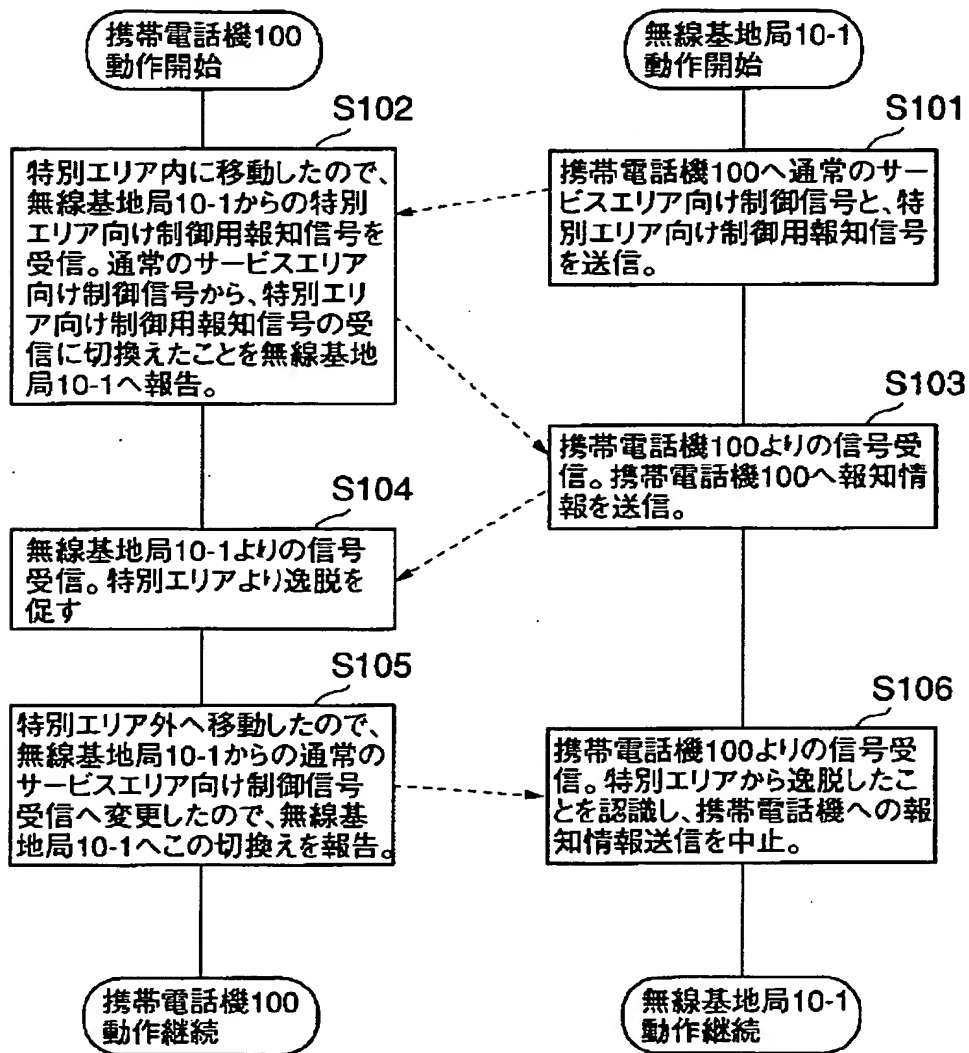 携帯電話機100
動作開始
無線基地局10-1
動作開始
S102
特別エリア内に移動したので、
無線基地局10-1からの特別
エリア向け制御用報知信号を
受信。通常のサービスエリア
向け制御信号から、特別エリ
ア向け制御用報知信号の受
信に切換えたことを無線基地
局10-1へ報告。
S101
携帯電話機100へ通常のサー
ビスエリア向け制御信号と、特
別エリア向け制御用報知信号
を送信。
S103
携帯電話機100よりの信号受
信。携帯電話機100へ報知情
報を送信。
S104
無線基地局10-1よりの信号
受信。特別エリアより逸脱を
促す
S105
特別エリア外へ移動したので、
無線基地局10-1からの通常の
サービスエリア向け制御信号
受信へ変更したので、無線基
地局10-1へこの切換えを報告。
S106
携帯電話機100よりの信号受
信。特別エリアから逸脱したこ
とを認識し、携帯電話機への報
知情報送信を中止。
携帯電話機100
動作継続
無線基地局10-1
動作継続